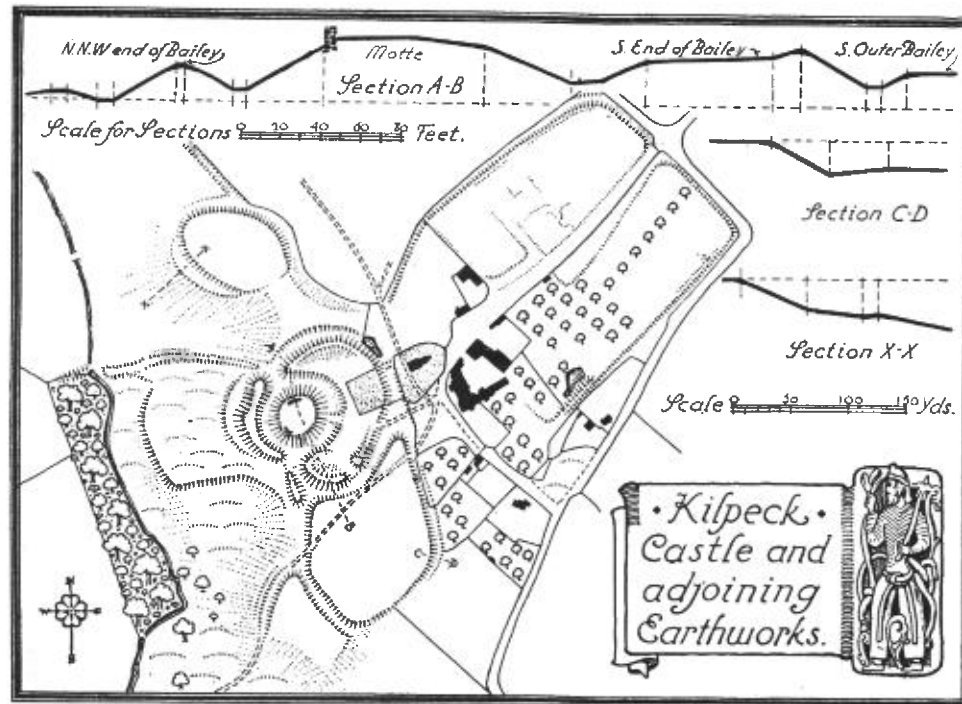 N.N.W end of Bailey
Motte
S. End of Bailey
S. Outer Bailey
Section A-B
Scale for Sections 0 20 40 60 80 Feet.
Section C-D
Section X-X
Scale 0 50 100 150 Yds.
· Kilpeck ·
Castle and
adjoining
Earthworks.
N
W E
S